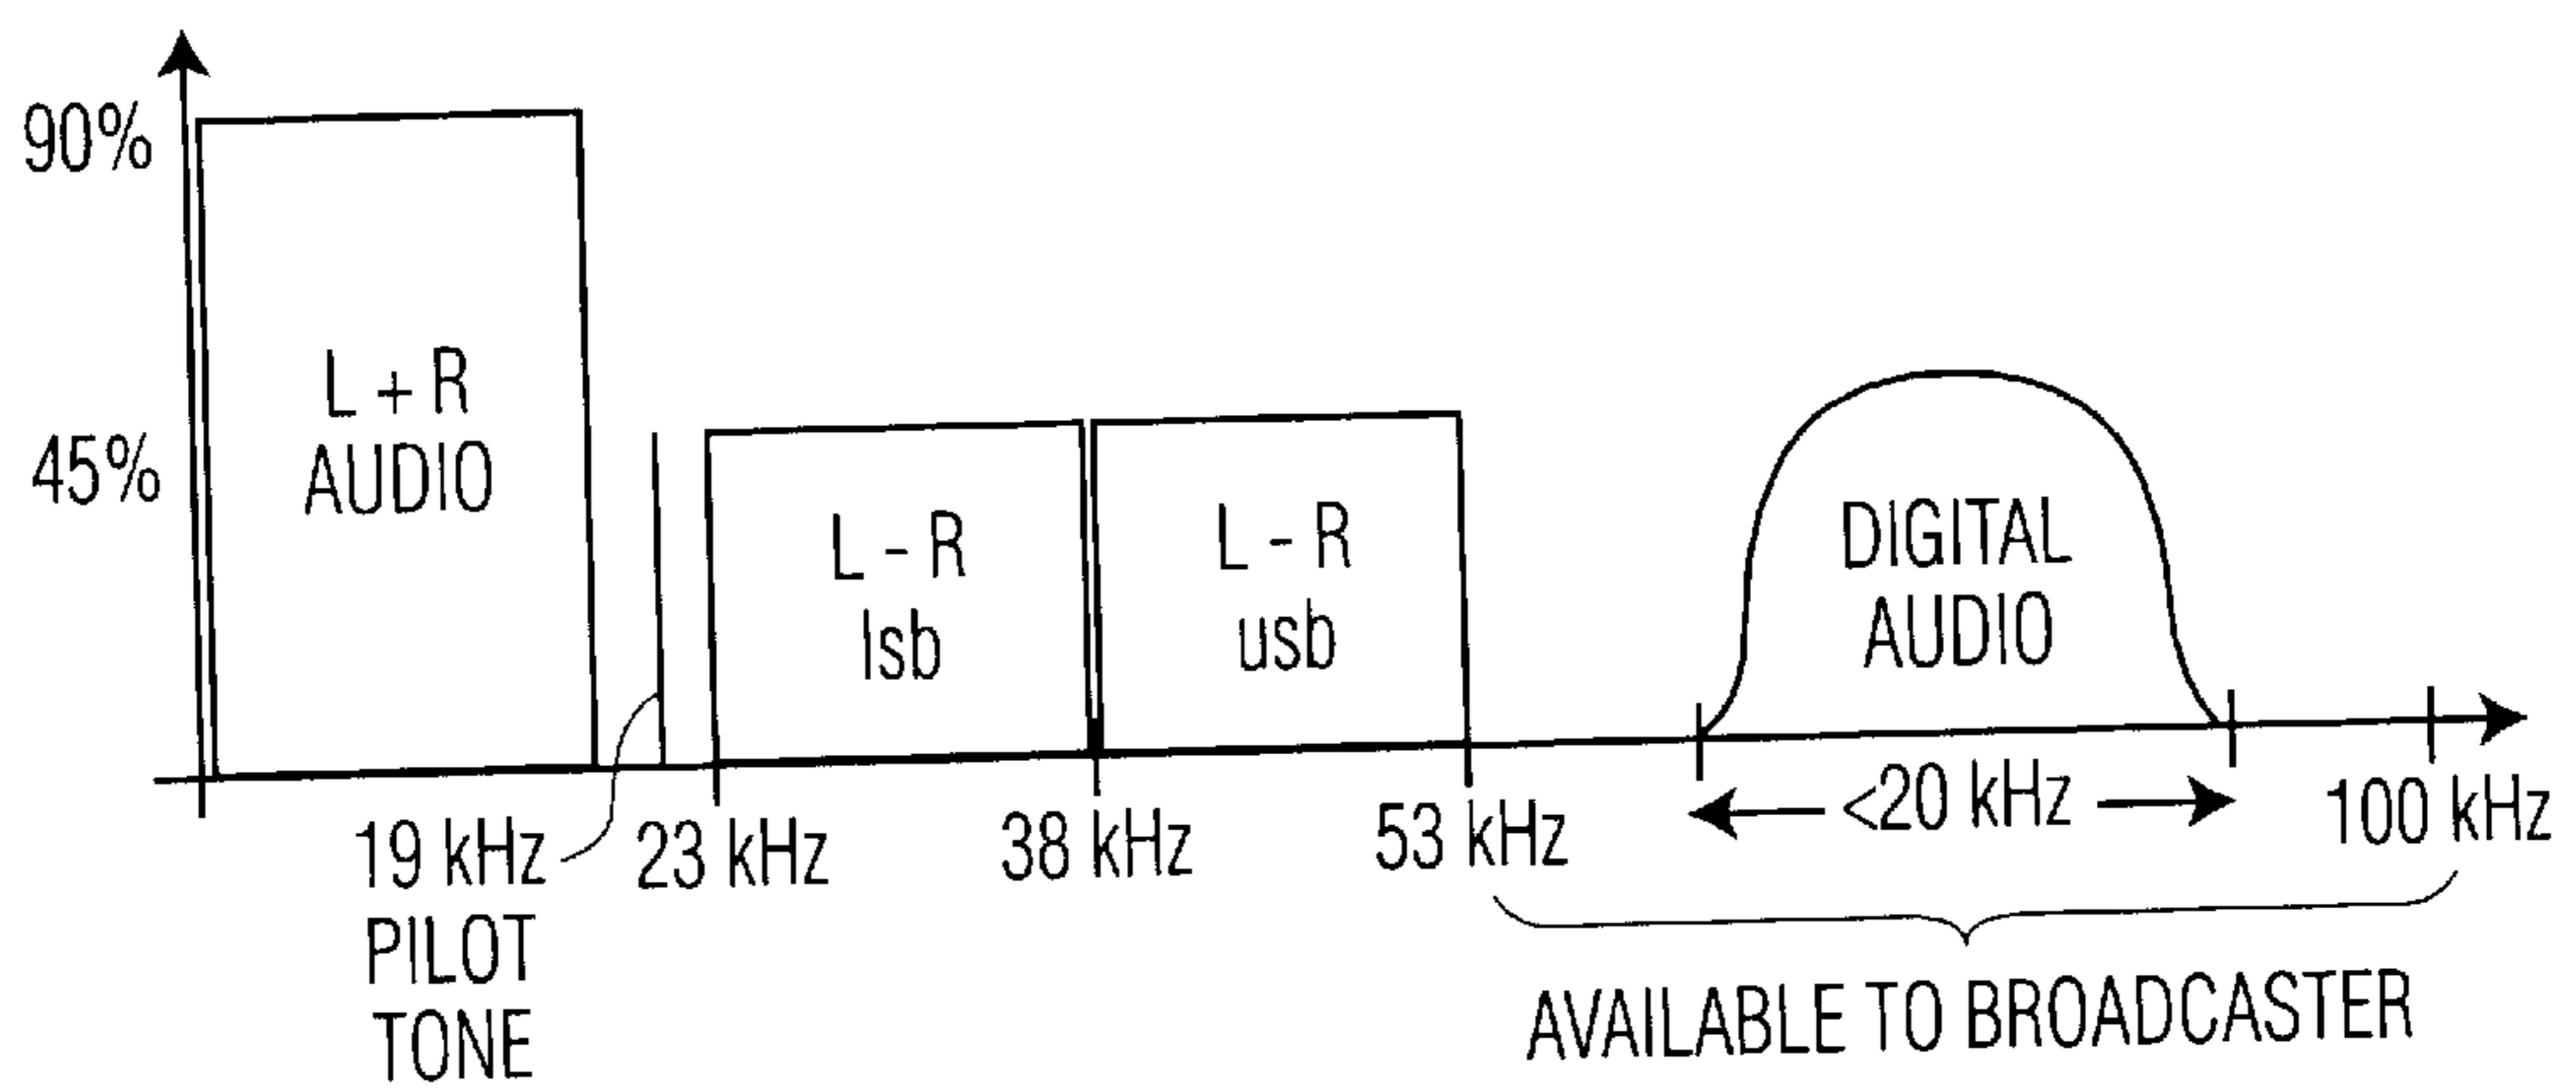 90%
45%
L + R
AUDIO
L - R
lsb
L - R
usb
DIGITAL
AUDIO
19 kHz
PILOT
TONE
23 kHz
38 kHz
53 kHz
<20 kHz
100 kHz
AVAILABLE TO BROADCASTER